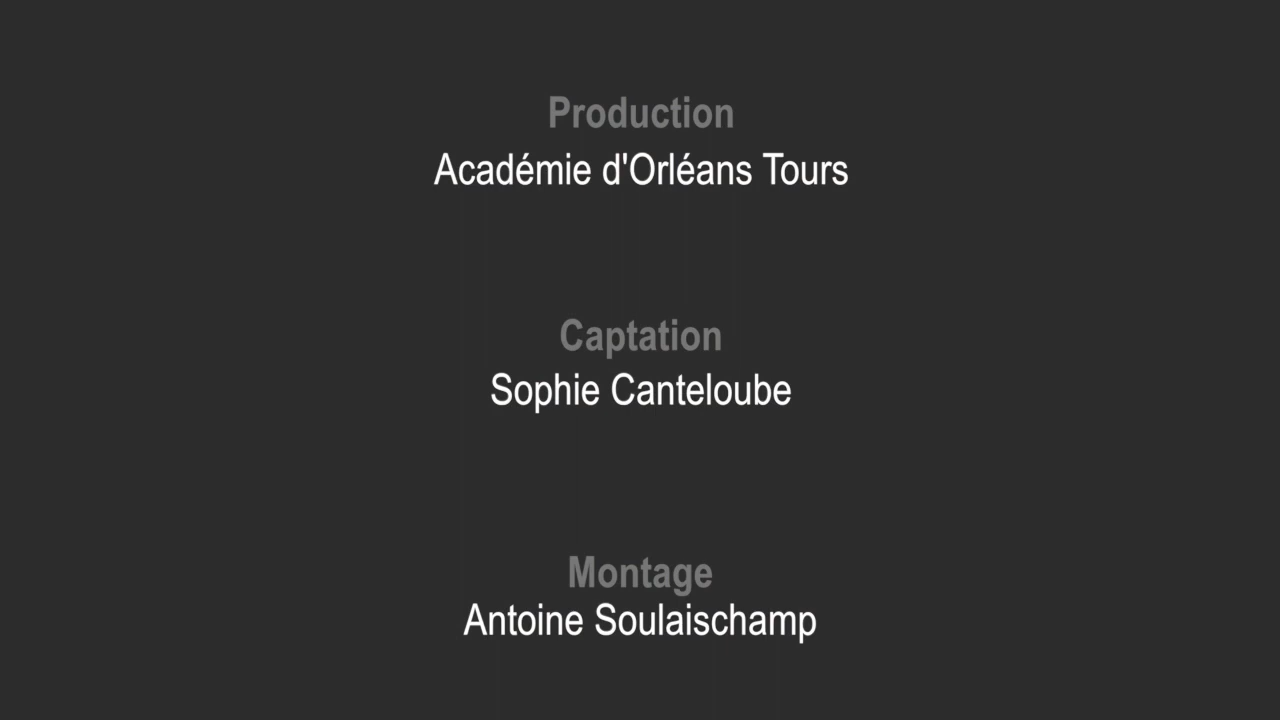 Production
Académie d'Orléans Tours
Captation
Sophie Canteloube
Montage
Antoine Soulaischamp